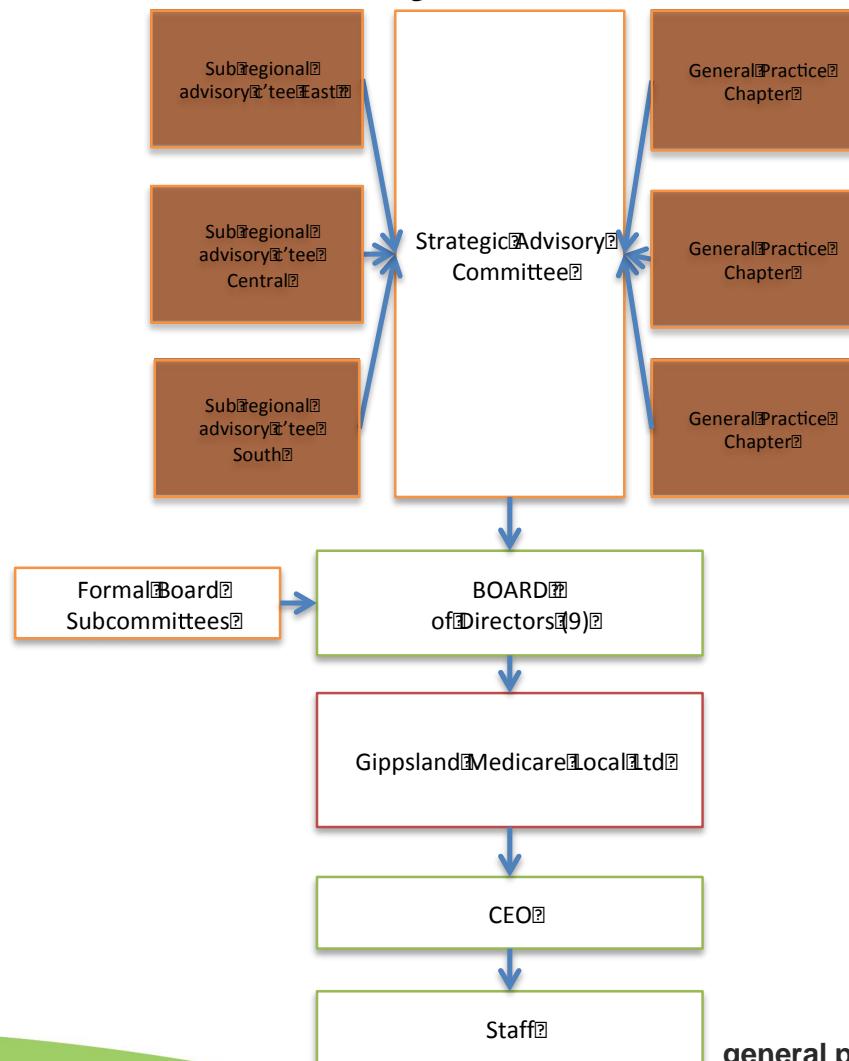 Sub regional
advisory c'tee East
General Practice
Chapter
Sub regional
advisory c'tee
Central
Strategic Advisory
Committee
General Practice
Chapter
Sub regional
advisory c'tee
South
General Practice
Chapter
Formal Board
Subcommittees
BOARD
of Directors (9)
Gippsland Medicare Local Ltd
CEO
Staff
general p